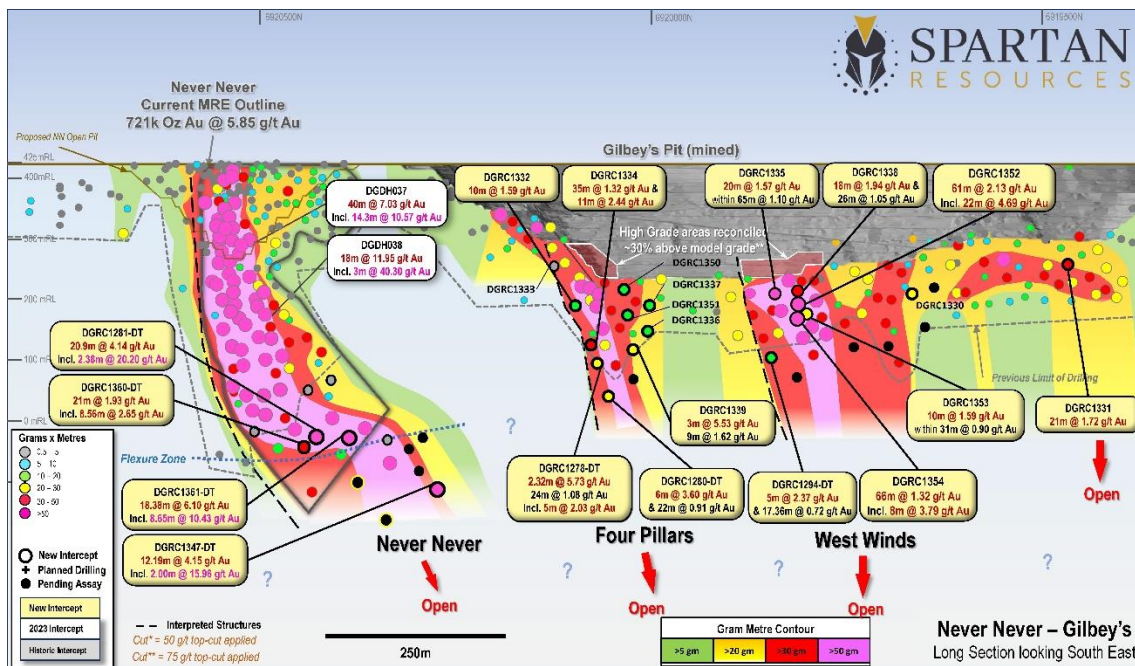 6920500N
6920000N
6919800N
SPARTAN
RESOURCES
Never Never
Current MRE Outline
721k Oz Au @ 5.85 g/t Au
Proposed NN Open Pit
Gilbey's Pit (mined)
425mRL
400mRL
300mRL
200 mRL
100 mRL
0 mRL
DGDH037
40m @ 7.03 g/t Au
Incl. 14.3m @ 10.57 g/t Au
DGDH038
18m @ 11.95 g/t Au
Incl. 3m @ 40.30 g/t Au
DGRC1332
10m @ 1.59 g/t Au
DGRC1334
35m @ 1.32 g/t Au &
11m @ 2.44 g/t Au
DGRC1335
20m @ 1.57 g/t Au
within 65m @ 1.10 g/t Au
DGRC1338
18m @ 1.94 g/t Au &
26m @ 1.05 g/t Au
DGRC1352
61m @ 2.13 g/t Au
Incl. 22m @ 4.69 g/t Au
High Grade areas reconciled
~30% above model grade**
DGRC1333
DGRC1350
DGRC1337
DGRC1351
DGRC1336
DGRC1330
Previous Limit of Drilling
DGRC1281-DT
20.9m @ 4.14 g/t Au
Incl. 2.38m @ 20.20 g/t Au
DGRC1360-DT
21m @ 1.93 g/t Au
Incl. 8.56m @ 2.65 g/t Au
DGRC1339
3m @ 5.53 g/t Au
9m @ 1.62 g/t Au
DGRC1353
10m @ 1.59 g/t Au
within 31m @ 0.90 g/t Au
DGRC1331
21m @ 1.72 g/t Au
Open
Flexure Zone
?
?
DGRC1361-DT
18.38m @ 6.10 g/t Au
Incl. 8.65m @ 10.43 g/t Au
DGRC1347-DT
12.19m @ 4.15 g/t Au
Incl. 2.00m @ 15.96 g/t Au
DGRC1278-DT
2.32m @ 5.73 g/t Au
24m @ 1.08 g/t Au
Incl. 5m @ 2.03 g/t Au
DGRC1280-DT
6m @ 3.60 g/t Au
& 22m @ 0.91 g/t Au
DGRC1294-DT
5m @ 2.37 g/t Au
& 17.36m @ 0.72 g/t Au
DGRC1354
66m @ 1.32 g/t Au
Incl. 8m @ 3.79 g/t Au
Never Never
Four Pillars
West Winds
?
?
?
?
Open
Open
Open
Grams x Metres
0.5 - 5
5 - 10
10 - 20
20 - 30
30 - 50
>50
New Intercept
Planned Drilling
Pending Assay
New Intercept
2023 Intercept
Historic Intercept
Interpreted Structures
Cut* = 50 g/t top-cut applied
Cut** = 75 g/t top-cut applied
250m
Gram Metre Contour
>5 gm
>20 gm
>30 gm
>50 gm
Never Never – Gilbey's
Long Section looking South East